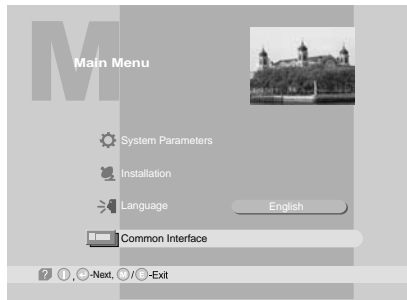 M
Main Menu
System Parameters
Installation
Language English
Common Interface
? , -Next, M / E -Exit